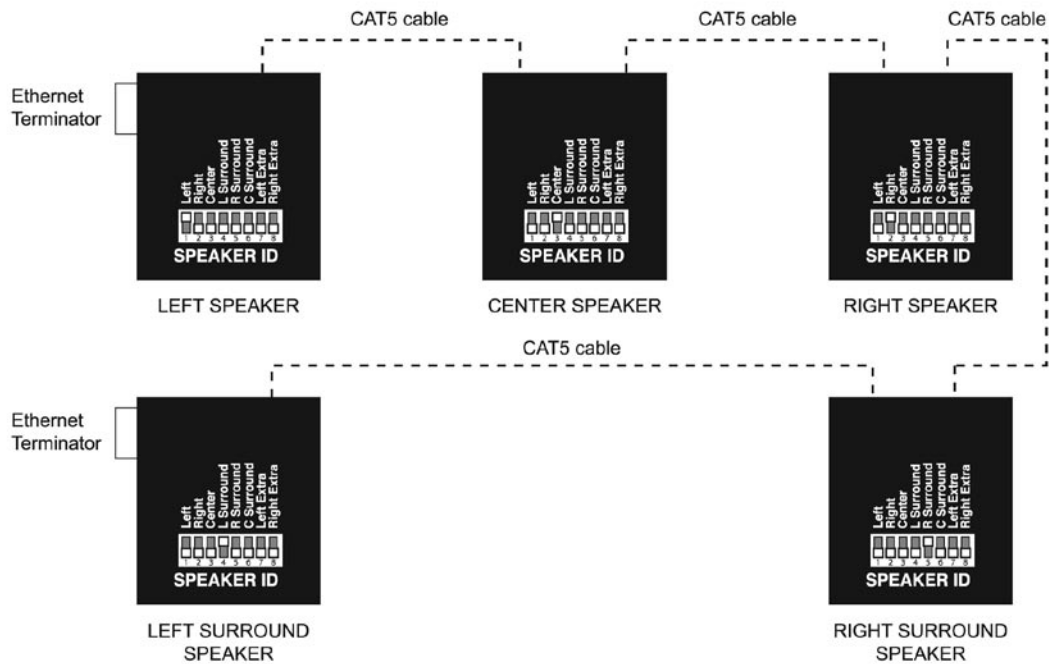 CAT5 cable
CAT5 cable
CAT5 cable
Ethernet
Terminator
Left
Right
Center
L Surround
R Surround
C Surround
Left Extra
Right Extra
1 2 3 4 5 6 7 8
SPEAKER ID
LEFT SPEAKER
Left
Right
Center
L Surround
R Surround
C Surround
Left Extra
Right Extra
1 2 3 4 5 6 7 8
SPEAKER ID
CENTER SPEAKER
Left
Right
Center
L Surround
R Surround
C Surround
Left Extra
Right Extra
1 2 3 4 5 6 7 8
SPEAKER ID
RIGHT SPEAKER
CAT5 cable
Ethernet
Terminator
Left
Right
Center
L Surround
R Surround
C Surround
Left Extra
Right Extra
1 2 3 4 5 6 7 8
SPEAKER ID
LEFT SURROUND
SPEAKER
Left
Right
Center
L Surround
R Surround
C Surround
Left Extra
Right Extra
1 2 3 4 5 6 7 8
SPEAKER ID
RIGHT SURROUND
SPEAKER